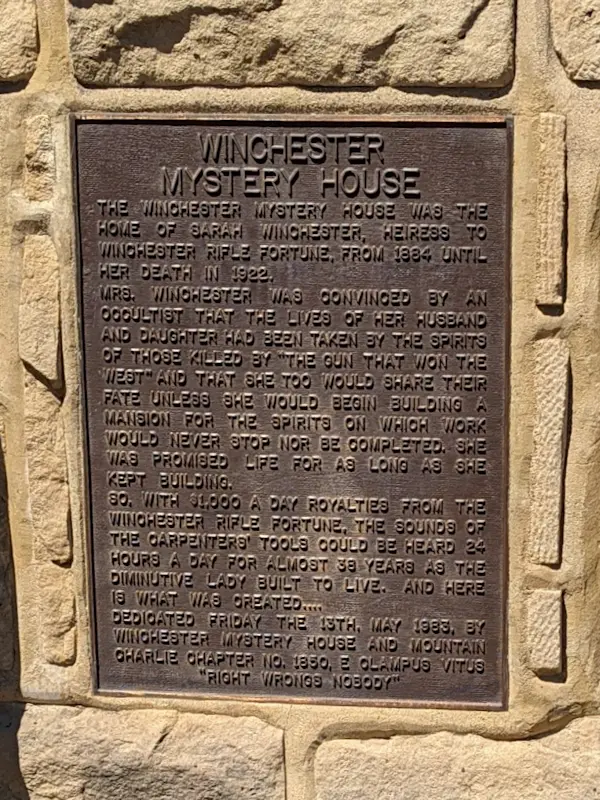 WINCHESTER
MYSTERY HOUSE
THE WINCHESTER MYSTERY HOUSE WAS THE
HOME OF SARAH WINCHESTER, HEIRESS TO
WINCHESTER RIFLE FORTUNE, FROM 1884 UNTIL
HER DEATH IN 1922.
MRS. WINCHESTER WAS CONVINCED BY AN
OCCULTIST THAT THE LIVES OF HER HUSBAND
AND DAUGHTER HAD BEEN TAKEN BY THE SPIRITS
OF THOSE KILLED BY "THE GUN THAT WON THE
WEST" AND THAT SHE TOO WOULD SHARE THEIR
FATE UNLESS SHE WOULD BEGIN BUILDING A
MANSION FOR THE SPIRITS ON WHICH WORK
WOULD NEVER STOP NOR BE COMPLETED. SHE
WAS PROMISED LIFE FOR AS LONG AS SHE
KEPT BUILDING.
SO, WITH $1,000 A DAY ROYALTIES FROM THE
WINCHESTER RIFLE FORTUNE, THE SOUNDS OF
THE CARPENTERS' TOOLS COULD BE HEARD 24
HOURS A DAY FOR ALMOST 38 YEARS AS THE
DIMINUTIVE LADY BUILT TO LIVE. AND HERE
IS WHAT WAS CREATED....
DEDICATED FRIDAY THE 13TH, MAY 1983, BY
WINCHESTER MYSTERY HOUSE AND MOUNTAIN
CHARLIE CHAPTER NO. 1850, E CLAMPUS VITUS
"RIGHT WRONGS NOBODY"